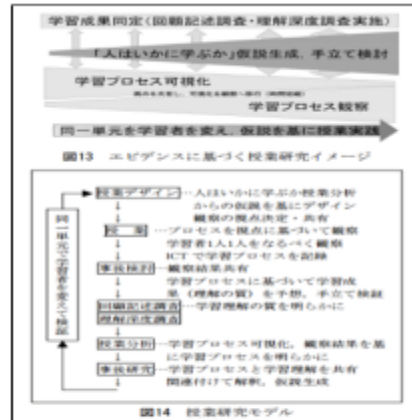 学習成果同定(回顧記述調査・理解深度調査実施)
「人はいかに学ぶか」仮説生成，手立て検討
学習プロセス可視化
学習プロセス観察
同一単元を学習者を変え，仮説を基に授業実践
図13 エビデンスに基づく授業研究イメージ
授業デザイン…人はいかに学ぶか授業分析
からの仮説を基にデザイン
観察の視点決定・共有
授 業…プロセスを視点に基づいて観察
学習者1人1人をなるべく観察
ICTで学習プロセスを記録
事後検討…観察結果共有
学習プロセスに基づいて学習成
果(理解の質)を予想，手立て検証
回顧記述調査…学習理解の質を明らかに
理解深度調査
授業分析…学習プロセス可視化，観察結果を基
に学習プロセスを明らかに
事後研究…学習プロセスと学習理解を共有
関連付けて解釈，仮説生成
同一単元で学習者を変えて検証
図14 授業研究モデル